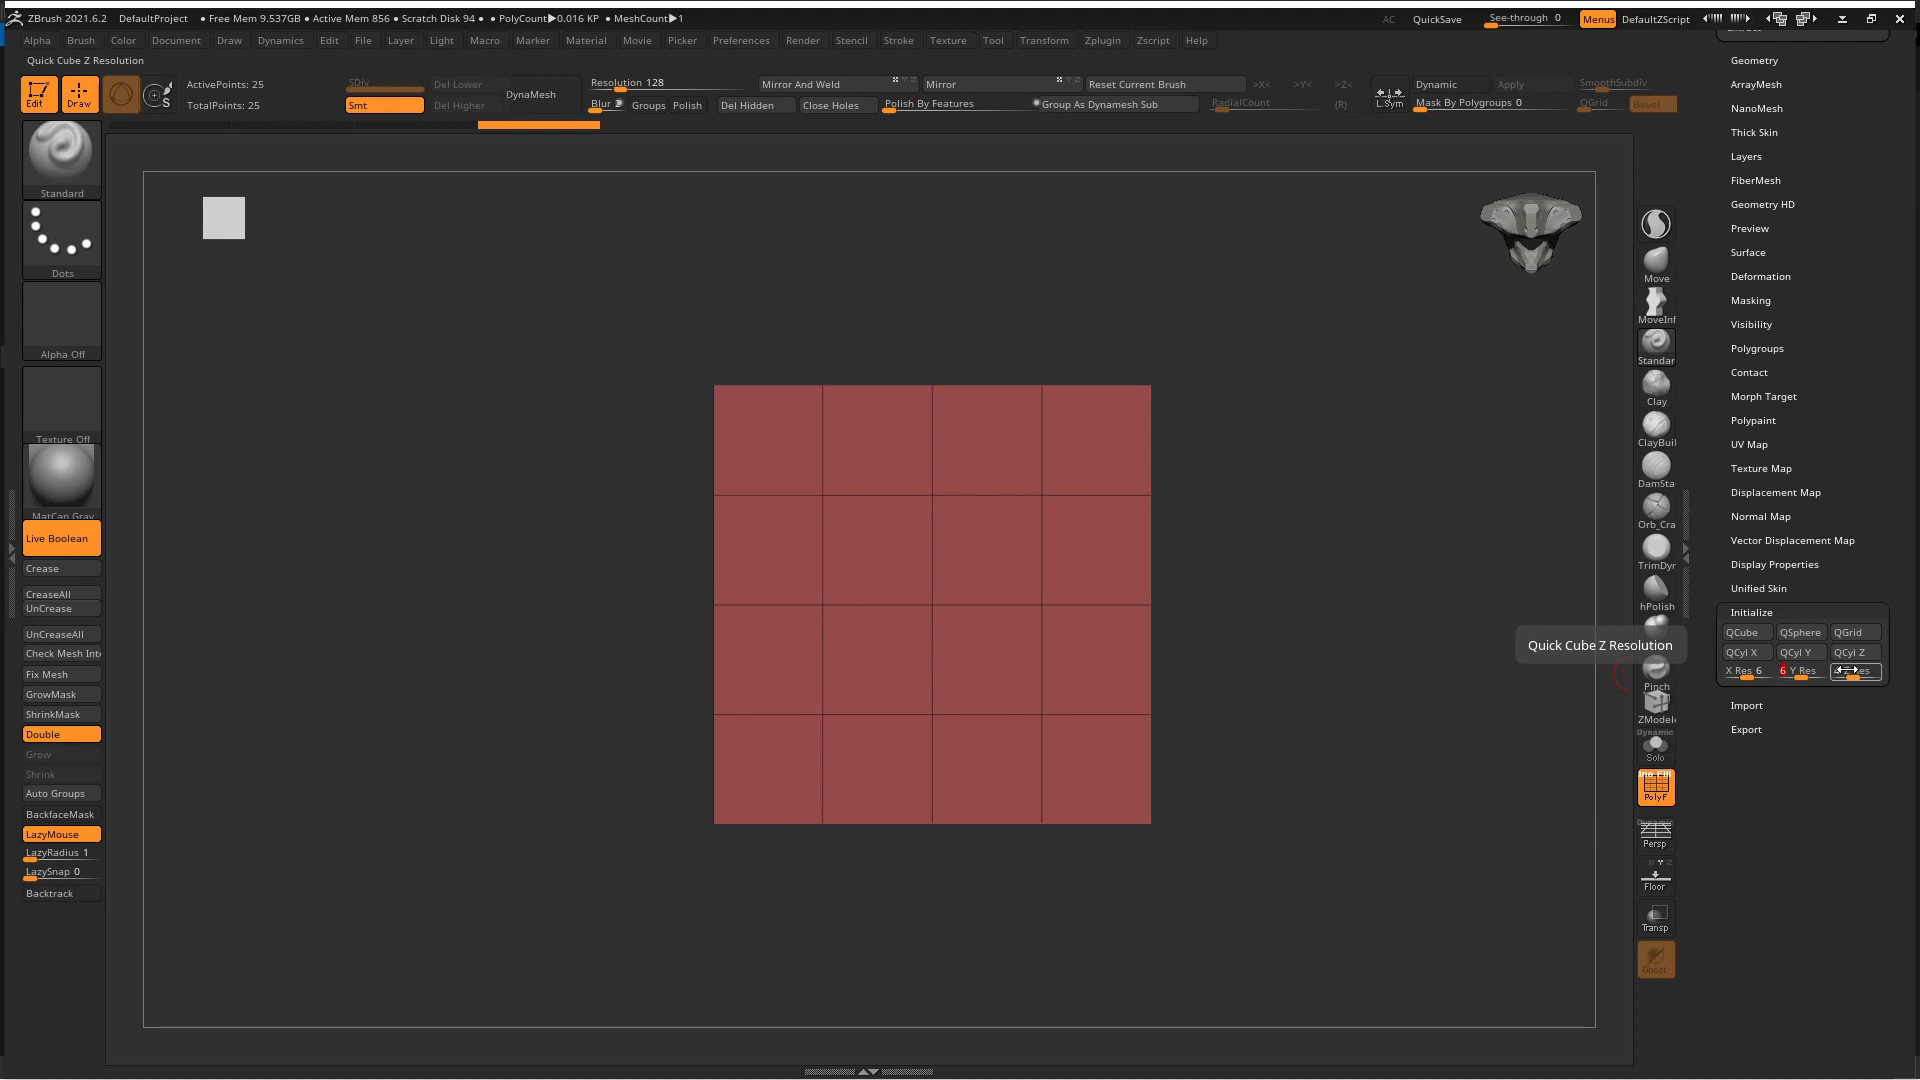 ZBrush 2021.6.2 DefaultProject • Free Mem 9.537GB • Active Mem 856 • Scratch Disk 94 • PolyCount▶0.016 KP • MeshCount▶1 AC QuickSave See-through 0 Menus DefaultZScript
Alpha Brush Color Document Draw Dynamics Edit File Layer Light Macro Marker Material Movie Picker Preferences Render Stencil Stroke Texture Tool Transform Zplugin Zscript Help
Quick Cube Z Resolution
Edit Draw S
ActivePoints: 25
TotalPoints: 25
SDiv Del Lower
Smt Del Higher
DynaMesh
Resolution 128
Blur 2 Groups Polish
Mirror And Weld Mirror Reset Current Brush >X< >Y< >Z<
Del Hidden Close Holes Polish By Features Group As Dynamesh Sub RadialCount (R)
L.Sym
Dynamic Apply SmoothSubdiv
Mask By Polygroups 0 QGrid Bevel
Standard
Dots
Alpha Off
Texture Off
MatCap Gray
Live Boolean
Crease
CreaseAll
UnCrease
UnCreaseAll
Check Mesh Inte
Fix Mesh
GrowMask
ShrinkMask
Double
Grow
Shrink
Auto Groups
BackfaceMask
LazyMouse
LazyRadius 1
LazySnap 0
Backtrack
Move
MoveInf
Standar
Clay
ClayBuil
DamSta
Orb_Cra
TrimDyr
hPolish
Quick Cube Z Resolution
Pinch
ZModele
Dynamic
Solo
Line Fill
PolyF
Dynamic
Persp
X Y Z
Floor
Transp
Ghost
Geometry
ArrayMesh
NanoMesh
Thick Skin
Layers
FiberMesh
Geometry HD
Preview
Surface
Deformation
Masking
Visibility
Polygroups
Contact
Morph Target
Polypaint
UV Map
Texture Map
Displacement Map
Normal Map
Vector Displacement Map
Display Properties
Unified Skin
Initialize
QCube QSphere QGrid
QCyl X QCyl Y QCyl Z
X Res 6 6 Y Res
Import
Export